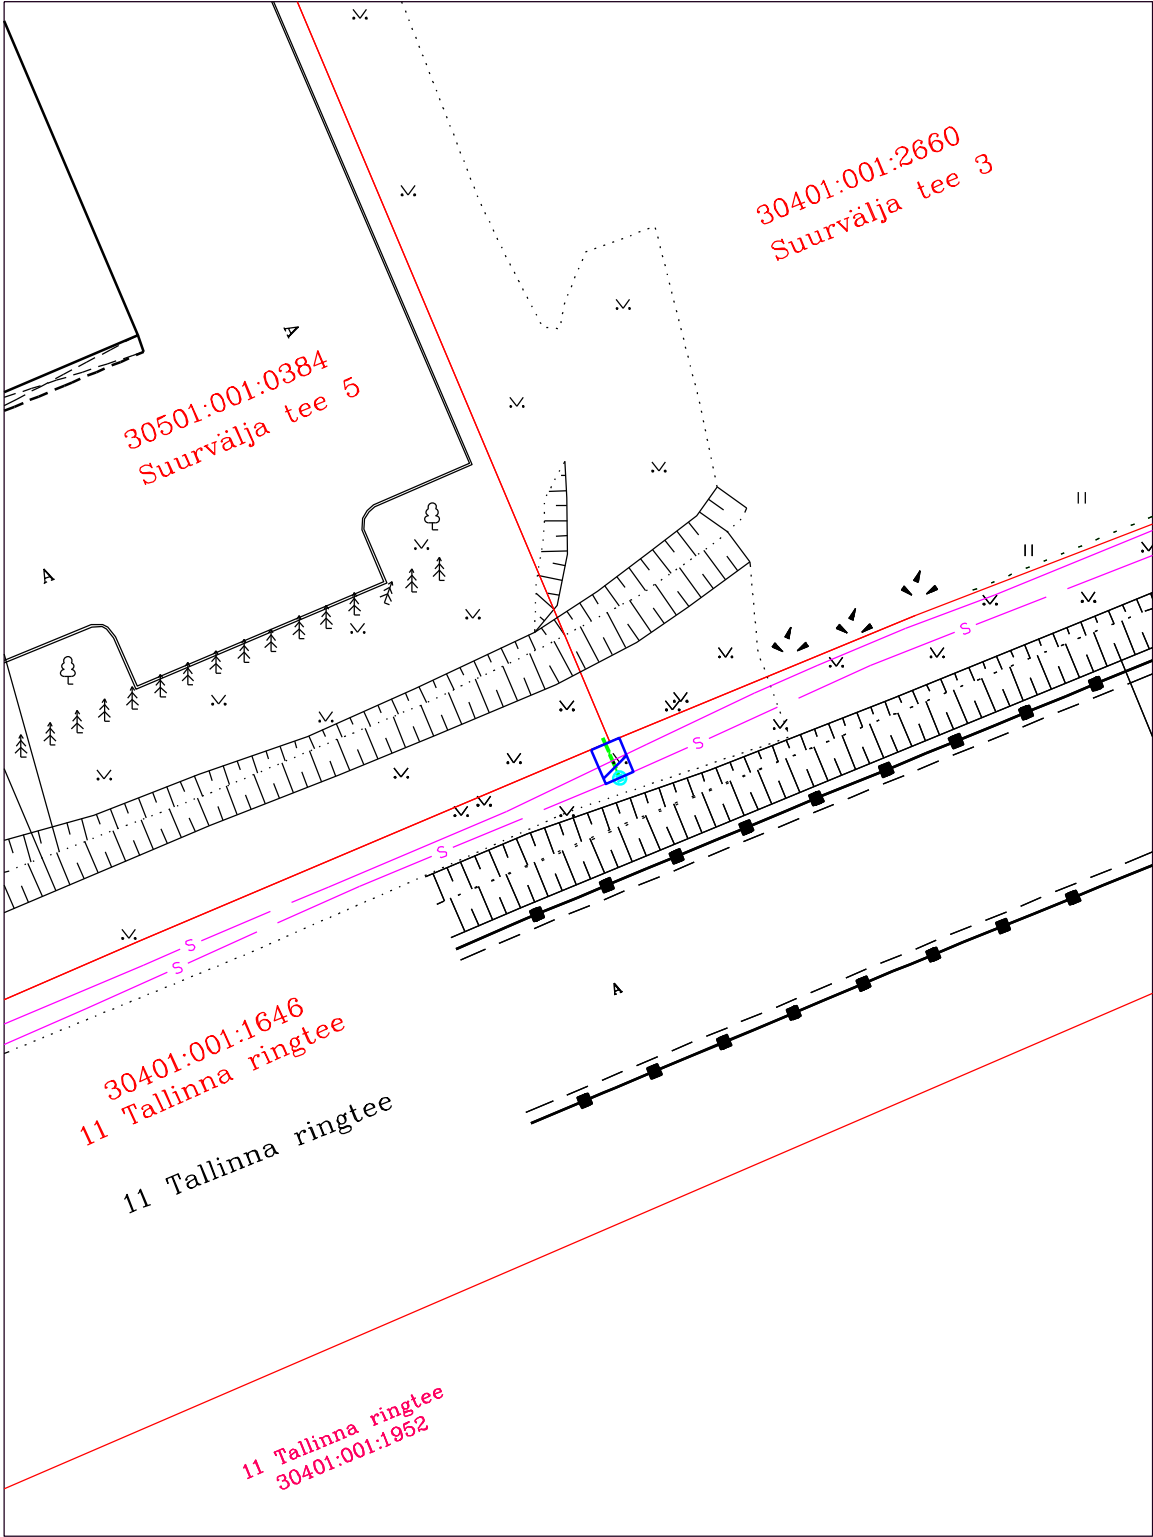 30401:001:2660
Suurvälja tee 3
A
30501:001:0384
Suurvälja tee 5
A
S
S
S
S
S
A
30401:001:1646
11 Tallinna ringtee
11 Tallinna ringtee
11 Tallinna ringtee
30401:001:1952